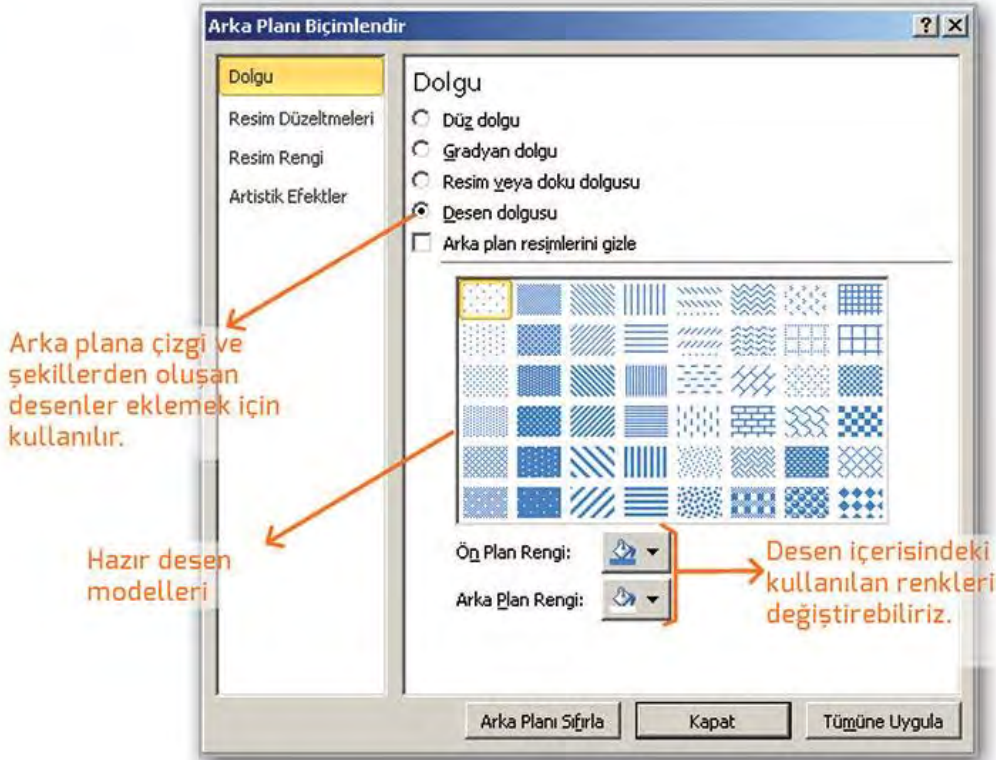 Arka Planı Biçimlendir
Dolgu
Resim Düzeltmeleri
Resim Rengi
Artistik Efektler
Dolgu
Düz dolgu
Gradyan dolgu
Resim veya doku dolgusu
Desen dolgusu
Arka plan resimlerini gizle
Arka plana çizgi ve
şekillerden oluşan
desenler eklemek için
kullanılır.
Hazır desen
modelleri
Ön Plan Rengi:
Arka Plan Rengi:
Desen içerisindeki
kullanılan renkleri
değiştirebiliriz.
Arka Planı Sıfırla
Kapat
Tümüne Uygula